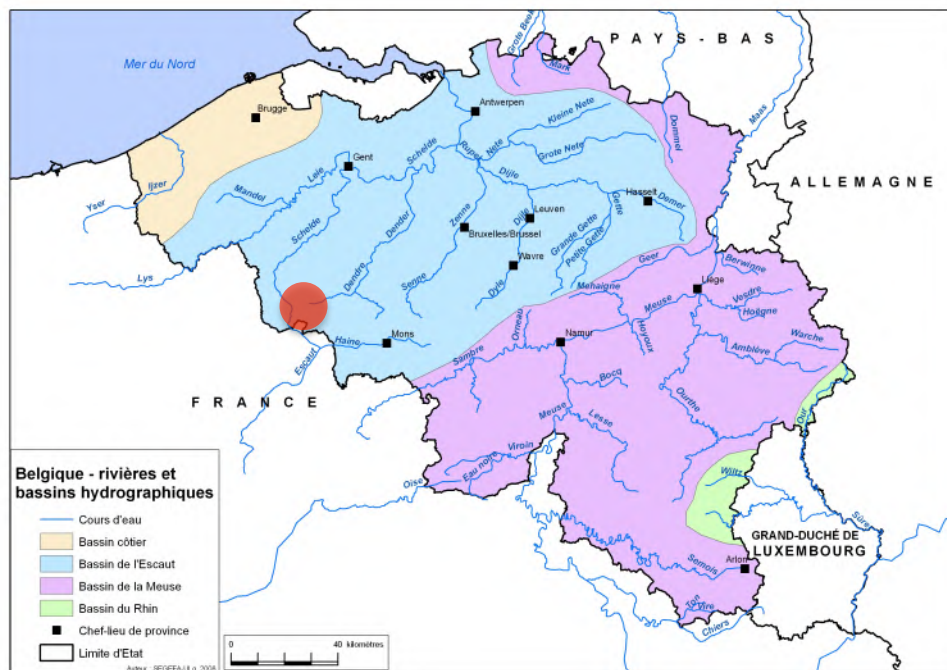 PAYS-BAS
Grote Beek
Mark
Mer du Nord
Maas
Dommel
Antwerpen
Brugge
Kleine Nete
Schelde
Rupel
Nete
Grote Nete
ALLEMAGNE
Gent
Leie
Mandel
Ijzer
Yser
Dijle
Hasselt
Demer
Gette
Schelde
Dender
Zenne
Dijle
Leuven
Bruxelles/Brussel
Grande Gette
Petite Gette
Lys
Wavre
Geer
Berwinne
Dendre
Senne
Dyle
Mehaigne
Liège
Meuse
Vesdre
Hoëgne
Mons
Haine
Orneau
Namur
Hoyoux
Warche
Amblève
Escaut
Sambre
Bocq
FRANCE
Ourthe
Our
Meuse
Lesse
Viroin
Eau noire
Oise
Wiltz
Sûre
GRAND-DUCHÉ DE
LUXEMBOURG
Semois
Arlon
Ton
Vire
Chiers
Belgique - rivières et
bassins hydrographiques
Cours d'eau
Bassin côtier
Bassin de l'Escaut
Bassin de la Meuse
Bassin du Rhin
Chef-lieu de province
Limite d'Etat
0 40 kilomètres